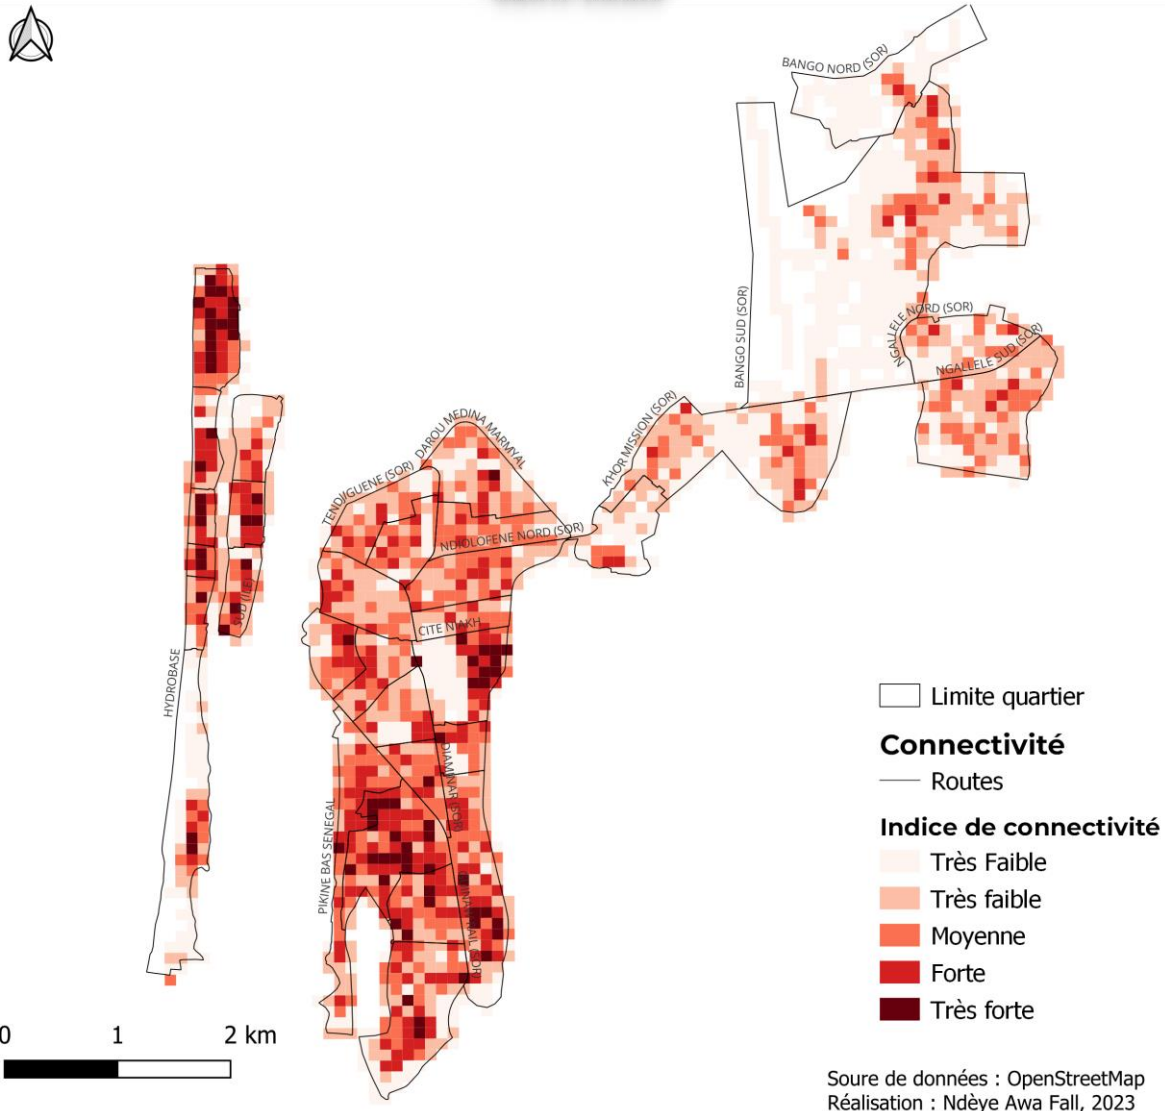 BANGO NORD (SOR)
BANGO SUD (SOR)
NGALLELE NORD (SOR)
NGALLELE SUD (SOR)
KHOR MISSION (SOR)
DAROU MEDINA MARMYAL
TENDJIGUENE (SOR)
NDIOLOFENE NORD (SOR)
CITE NIAKH
SUD (ILE)
HYDROBASE
DIAMINAR (SOR)
PIKINE BAS SENEGAL
Limite quartier
Connectivité
Routes
Indice de connectivité
Très Faible
Très faible
Moyenne
Forte
Très forte
0 1 2 km
Soure de données : OpenStreetMap
Réalisation : Ndèye Awa Fall, 2023